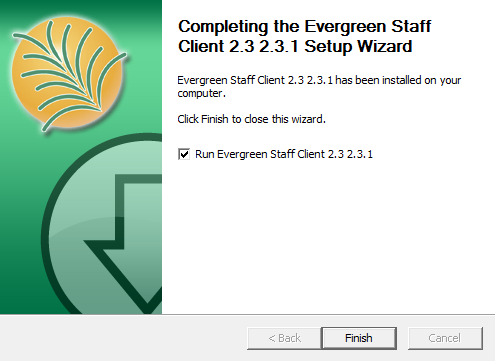 Completing the Evergreen Staff
Client 2.3 2.3.1 Setup Wizard
Evergreen Staff Client 2.3 2.3.1 has been installed on your
computer.
Click Finish to close this wizard.
Run Evergreen Staff Client 2.3 2.3.1
< Back
Finish
Cancel